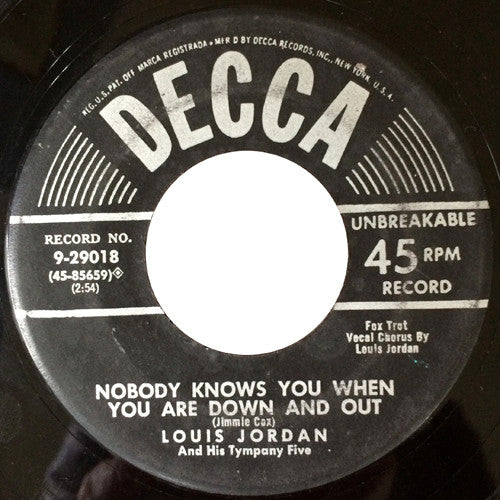 REG. U.S. PAT. OFF. MARCA REGISTRADA • MFR'D BY DECCA RECORDS, INC., NEW YORK, U.S.A.
DECCA
RECORD NO.
9-29018
(45-85659)
(2:54)
UNBREAKABLE
45 RPM
RECORD
Fox Trot
Vocal Chorus By
Louis Jordan
NOBODY KNOWS YOU WHEN
YOU ARE DOWN AND OUT
(Jimmie Cox)
LOUIS JORDAN
And His Tympany Five